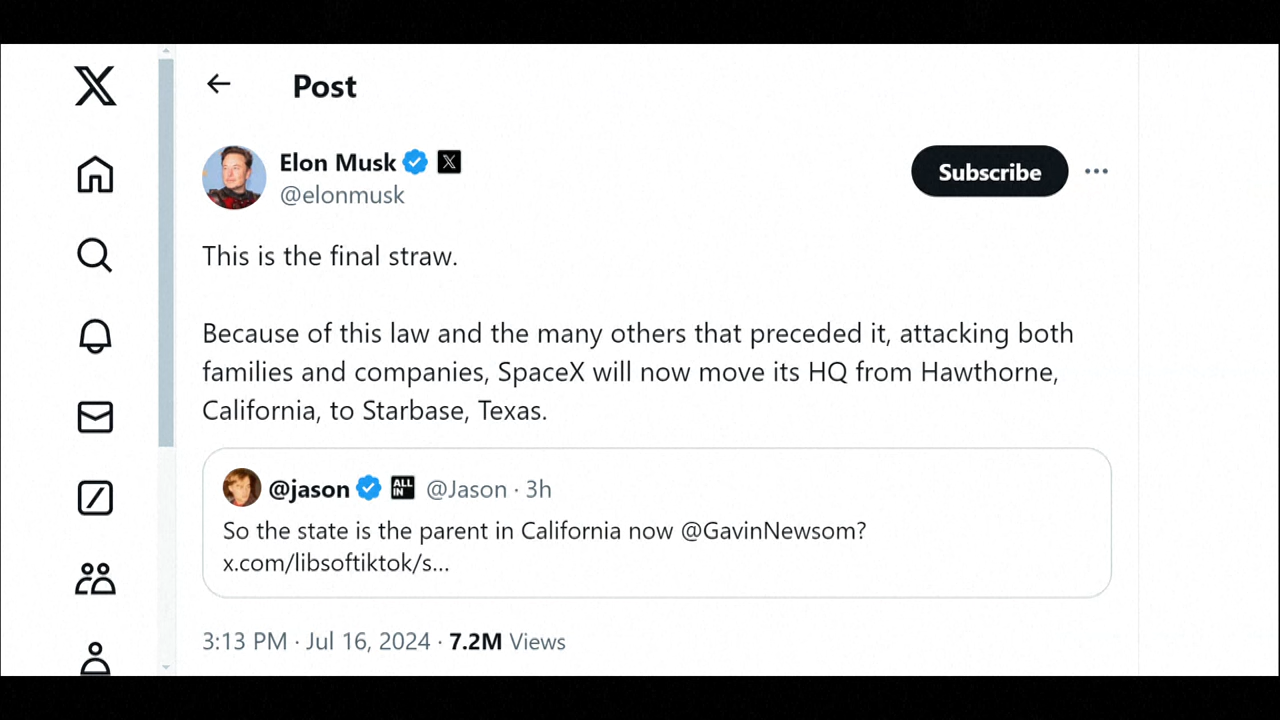 Post
Elon Musk
@elonmusk
Subscribe
This is the final straw.
Because of this law and the many others that preceded it, attacking both
families and companies, SpaceX will now move its HQ from Hawthorne,
California, to Starbase, Texas.
@jason ALL IN @Jason · 3h
So the state is the parent in California now @GavinNewsom?
x.com/libsoftiktok/s...
3:13 PM · Jul 16, 2024 · 7.2M Views